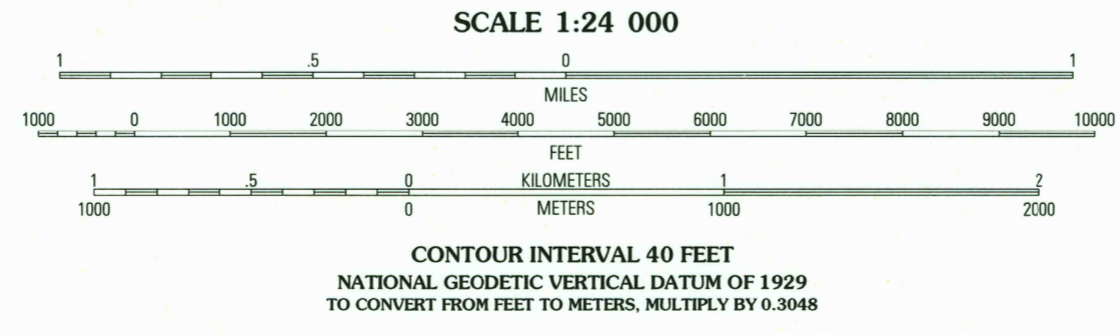 SCALE 1:24 000
1 .5 0 1
MILES
1000 0 1000 2000 3000 4000 5000 6000 7000 8000 9000 10000
FEET
1 .5 0 KILOMETERS 1 2
1000 0 METERS 1000 2000
CONTOUR INTERVAL 40 FEET
NATIONAL GEODETIC VERTICAL DATUM OF 1929
TO CONVERT FROM FEET TO METERS, MULTIPLY BY 0.3048